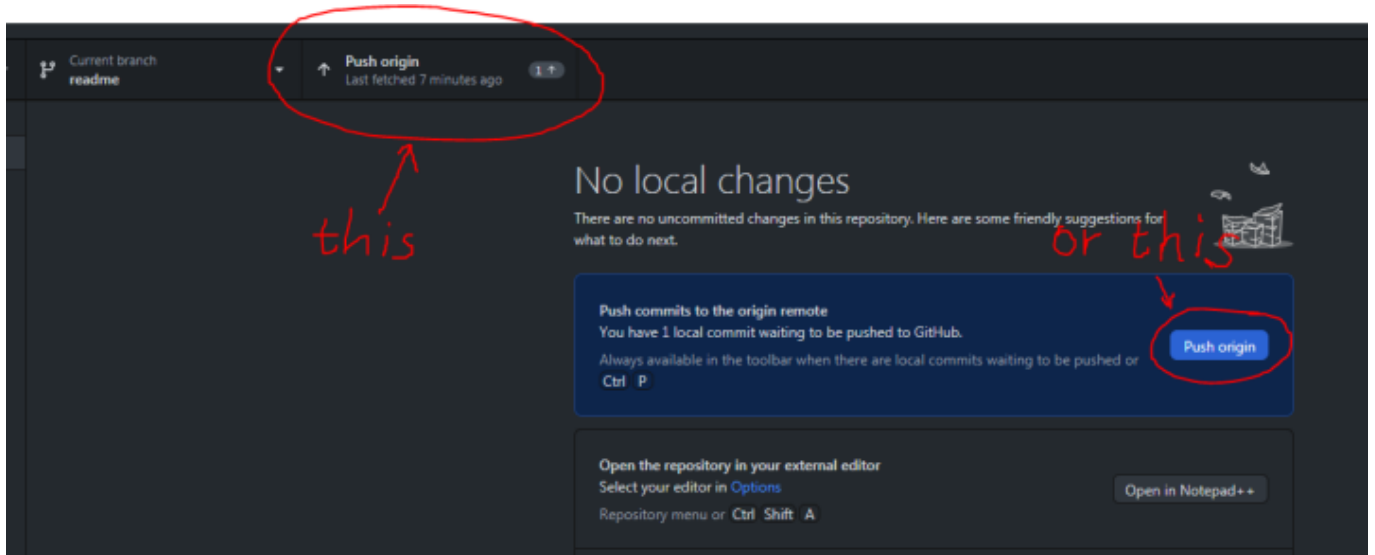 Current branch
readme
Push origin
Last fetched 7 minutes ago
1
this
No local changes
There are no uncommitted changes in this repository. Here are some friendly suggestions for
what to do next.
or this
Push commits to the origin remote
You have 1 local commit waiting to be pushed to GitHub.
Always available in the toolbar when there are local commits waiting to be pushed or
Ctrl P
Push origin
Open the repository in your external editor
Select your editor in Options
Repository menu or Ctrl Shift A
Open in Notepad++